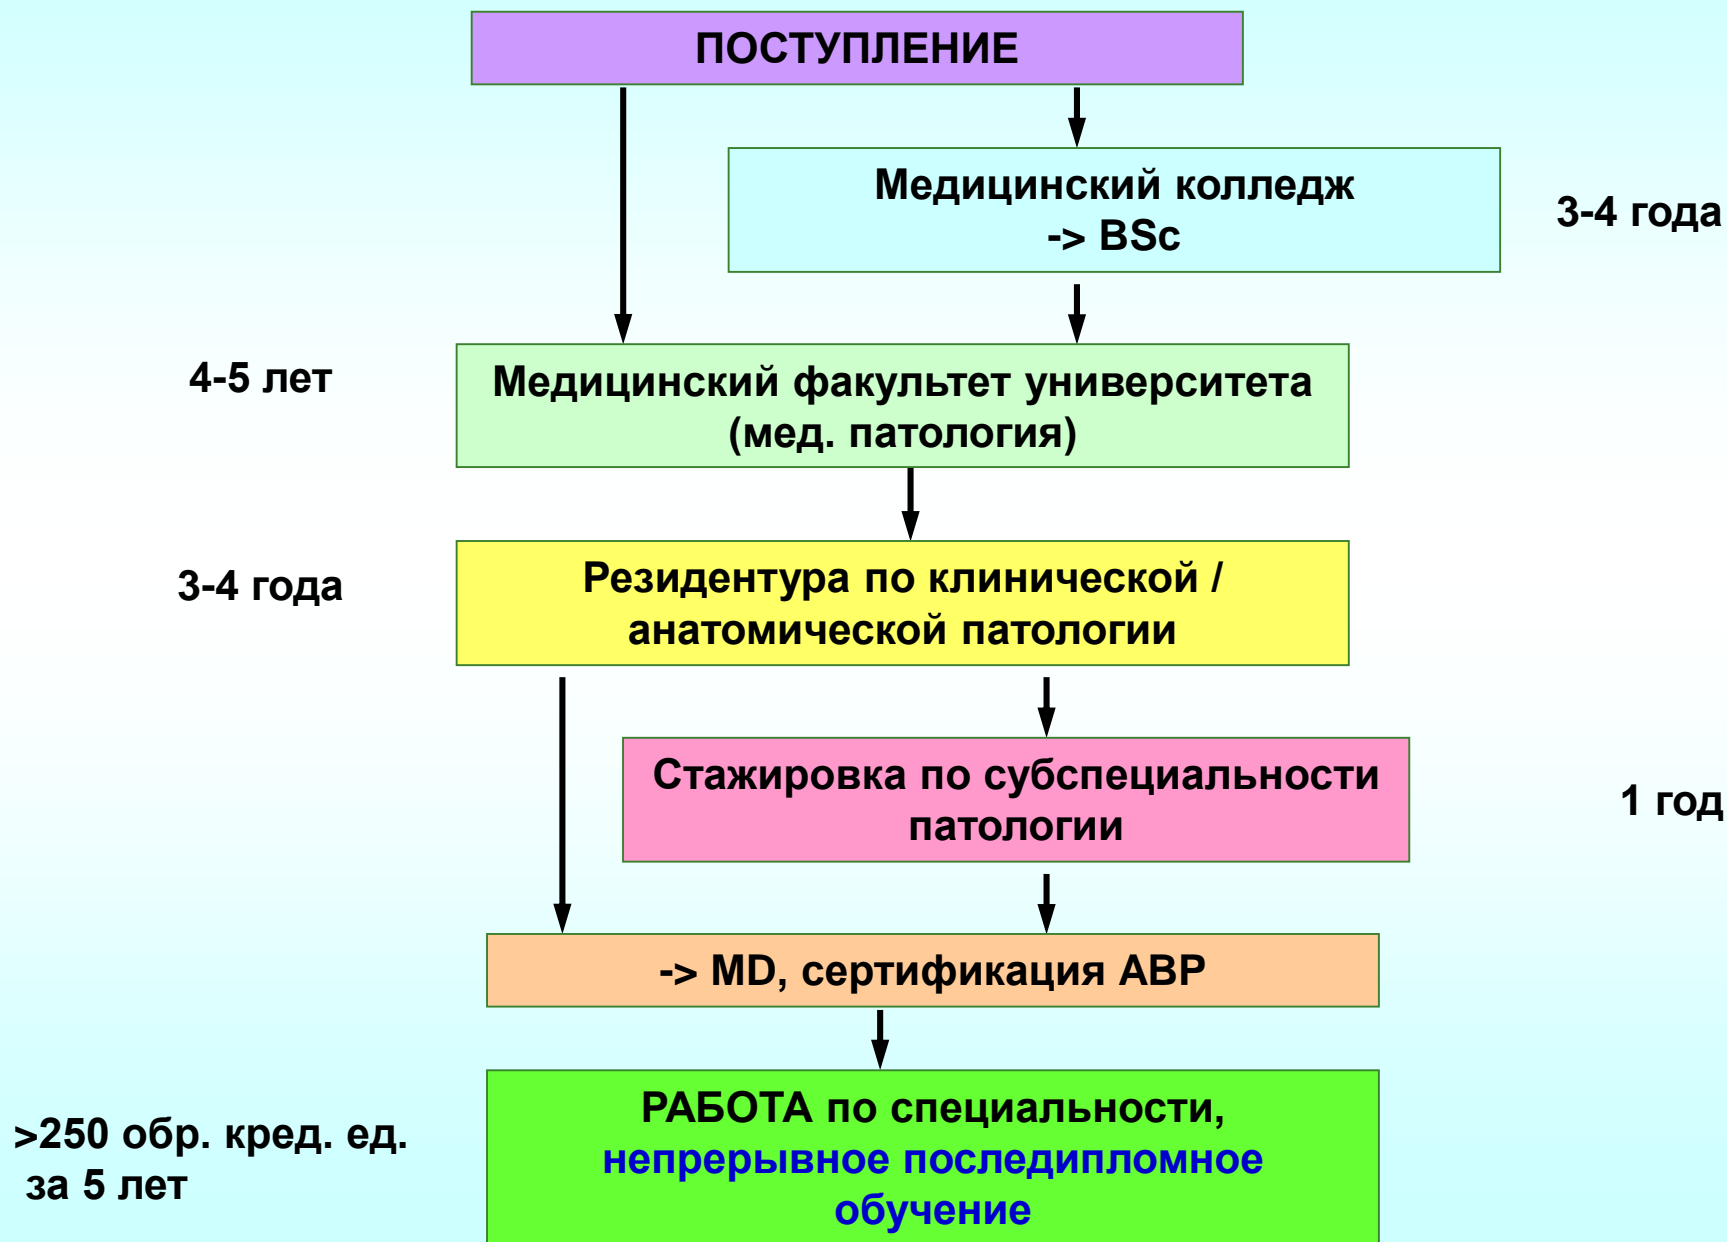 ПОСТУПЛЕНИЕ
Медицинский колледж
-> BSc
3-4 года
4-5 лет
Медицинский факультет университета
(мед. патология)
3-4 года
Резидентура по клинической /
анатомической патологии
Стажировка по субспециальности
патологии
1 год
-> MD, сертификация ABP
>250 обр. кред. ед.
за 5 лет
РАБОТА по специальности,
непрерывное последипломное
обучение